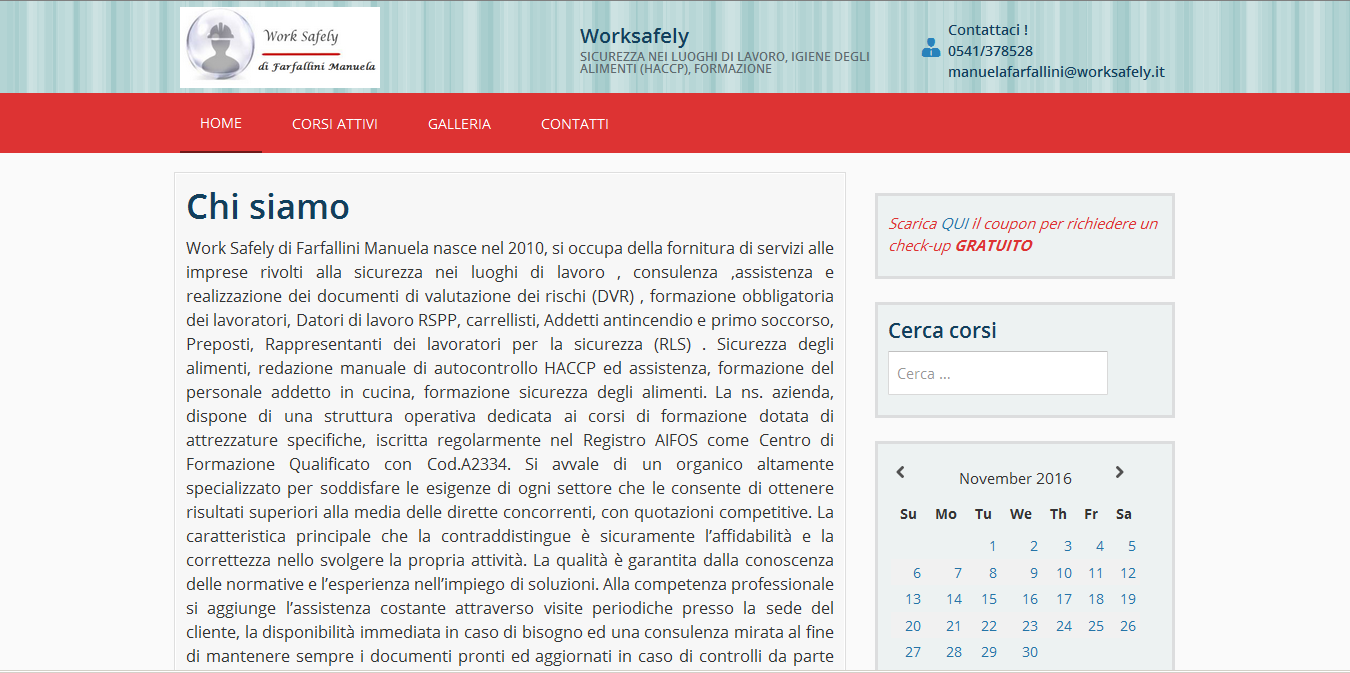 Work Safely
di Farfallini Manuela
Worksafely
SICUREZZA NEI LUOGHI DI LAVORO, IGIENE DEGLI
ALIMENTI (HACCP), FORMAZIONE
Contattaci !
0541/378528
manuelafarfallini@worksafely.it
HOME CORSI ATTIVI GALLERIA CONTATTI
Chi siamo
Work Safely di Farfallini Manuela nasce nel 2010, si occupa della fornitura di servizi alle
imprese rivolti alla sicurezza nei luoghi di lavoro , consulenza ,assistenza e
realizzazione dei documenti di valutazione dei rischi (DVR) , formazione obbligatoria
dei lavoratori, Datori di lavoro RSPP, carrellisti, Addetti antincendio e primo soccorso,
Preposti, Rappresentanti dei lavoratori per la sicurezza (RLS) . Sicurezza degli
alimenti, redazione manuale di autocontrollo HACCP ed assistenza, formazione del
personale addetto in cucina, formazione sicurezza degli alimenti. La ns. azienda,
dispone di una struttura operativa dedicata ai corsi di formazione dotata di
attrezzature specifiche, iscritta regolarmente nel Registro AIFOS come Centro di
Formazione Qualificato con Cod.A2334. Si avvale di un organico altamente
specializzato per soddisfare le esigenze di ogni settore che le consente di ottenere
risultati superiori alla media delle dirette concorrenti, con quotazioni competitive. La
caratteristica principale che la contraddistingue è sicuramente l’affidabilità e la
correttezza nello svolgere la propria attività. La qualità è garantita dalla conoscenza
delle normative e l’esperienza nell’impiego di soluzioni. Alla competenza professionale
si aggiunge l’assistenza costante attraverso visite periodiche presso la sede del
cliente, la disponibilità immediata in caso di bisogno ed una consulenza mirata al fine
di mantenere sempre i documenti pronti ed aggiornati in caso di controlli da parte
Scarica QUI il coupon per richiedere un
check-up GRATUITO
Cerca corsi
Cerca ...
November 2016
Su Mo Tu We Th Fr Sa
1 2 3 4 5
6 7 8 9 10 11 12
13 14 15 16 17 18 19
20 21 22 23 24 25 26
27 28 29 30